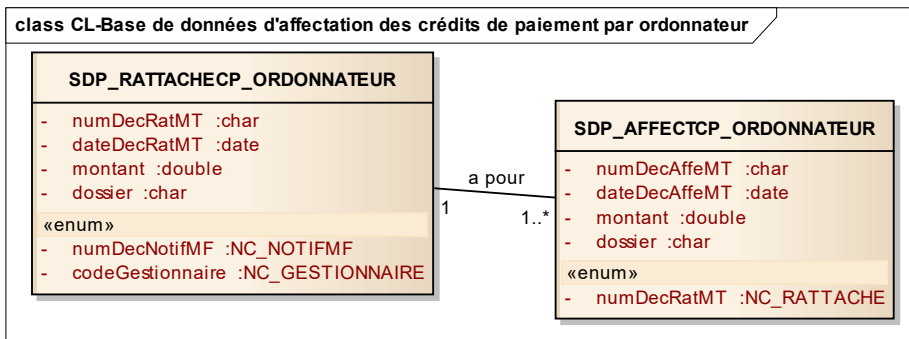 class CL-Base de données d'affectation des crédits de paiement par ordonnateur
SDP_RATTACHECP_ORDONNATEUR
- numDecRatMT :char
- dateDecRatMT :date
- montant :double
- dossier :char
«enum»
- numDecNotifMF :NC_NOTIFMF
- codeGestionnaire :NC_GESTIONNAIRE
a pour
1
1..*
SDP_AFFECTCP_ORDONNATEUR
- numDecAffeMT :char
- dateDecAffeMT :date
- montant :double
- dossier :char
«enum»
- numDecRatMT :NC_RATTACHE